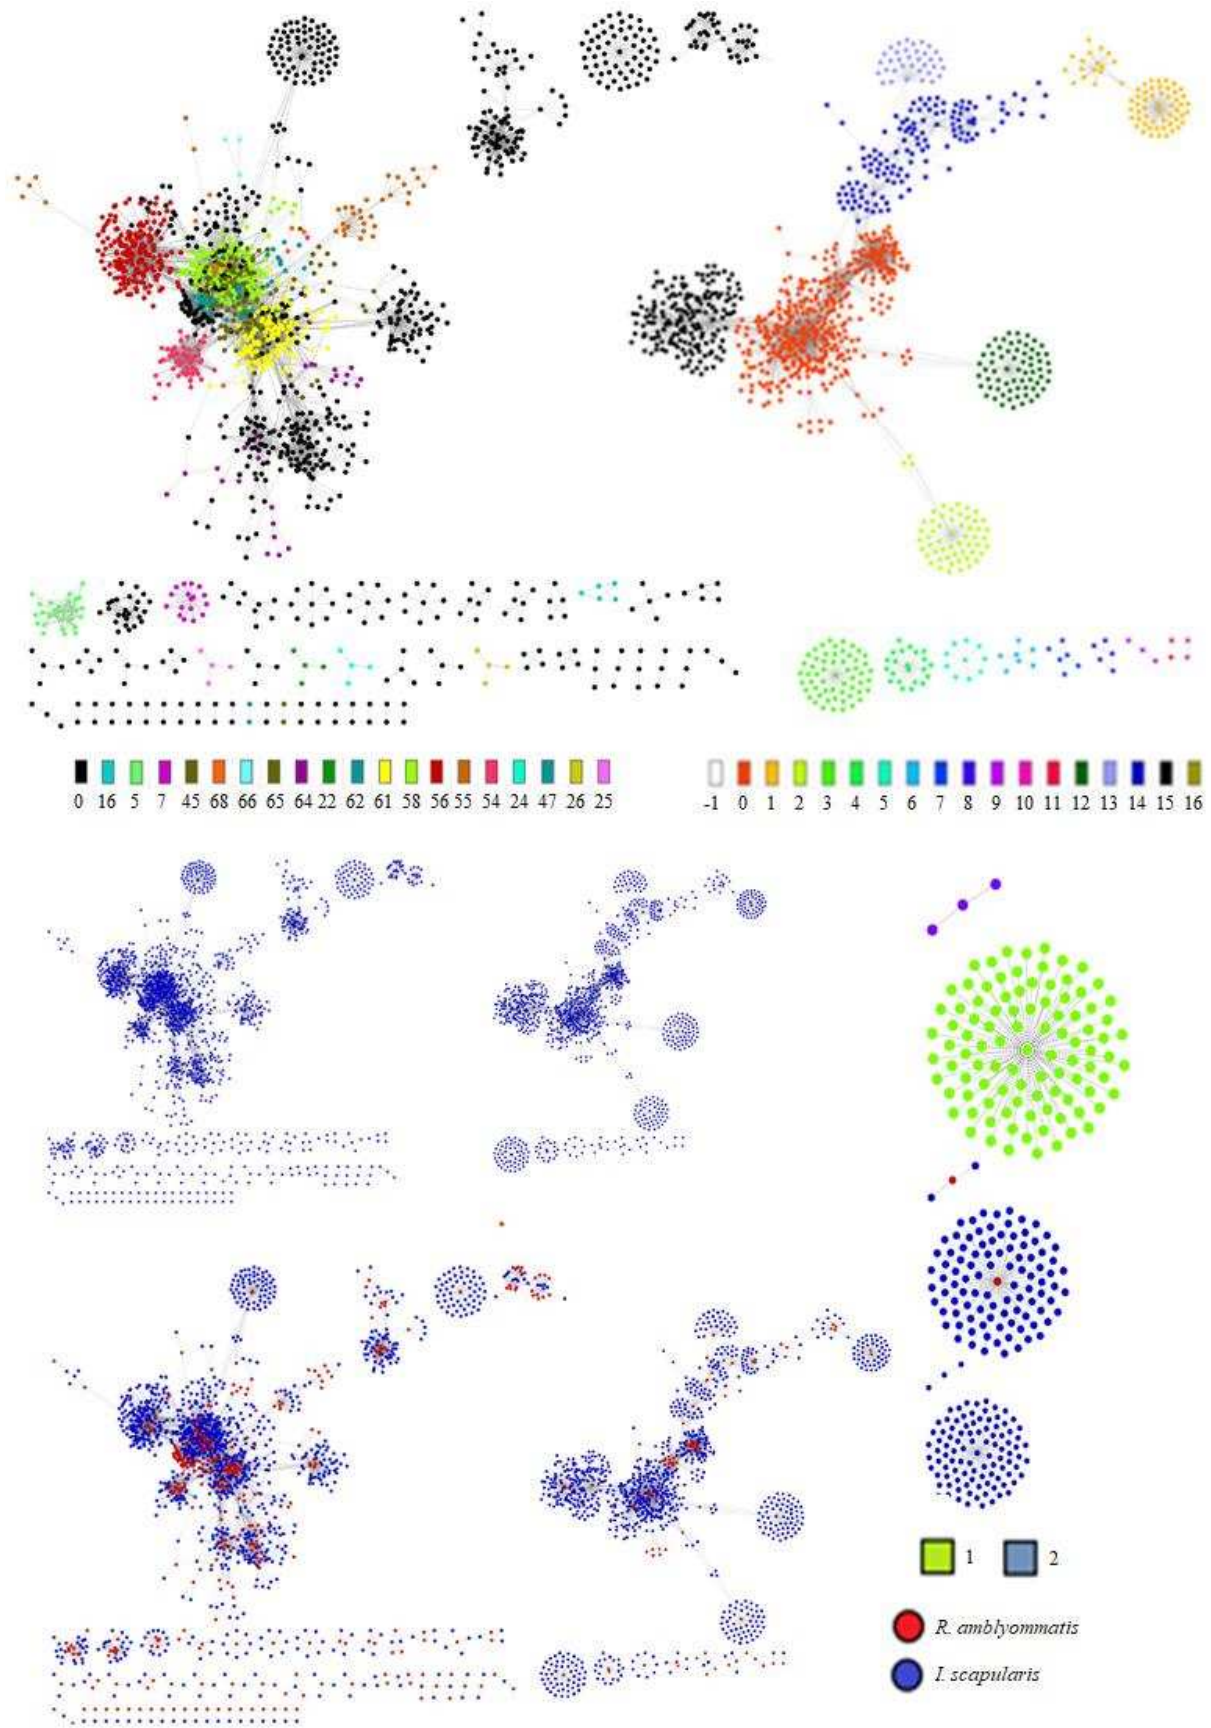 0 16 5 7 45 68 66 65 64 22 62 61 58 56 55 54 24 47 26 25
-1 0 1 2 3 4 5 6 7 8 9 10 11 12 13 14 15 16
1 2
R. amblyommatis
I. scapularis